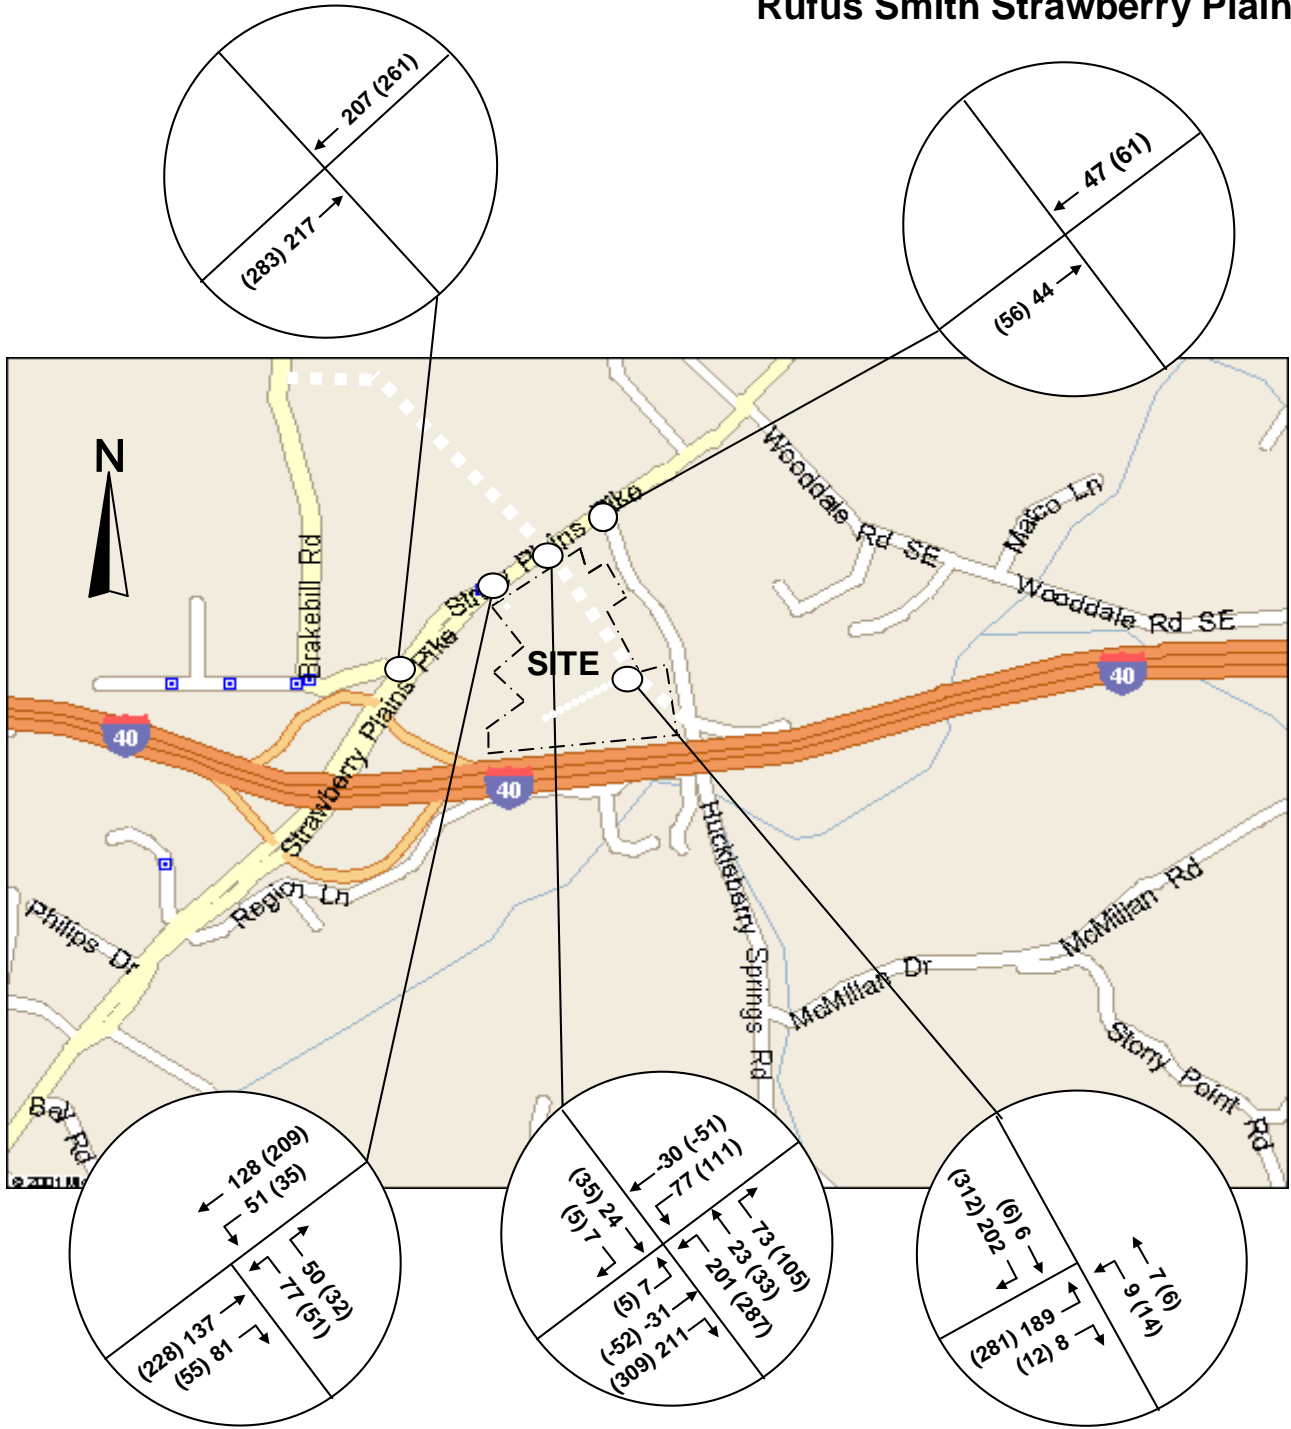 Rufus Smith Strawberry Plain
207 (261)
(283) 217
47 (61)
(56) 44
N
Brakebill Rd
Pike
Strawberry Plains
SITE
Wooddale Rd SE
Malco Ln
Wooddale Rd SE
40
40
40
Region Ln
Philips Dr
Huckleberry Springs Rd
McMillan Dr
McMillan Rd
Stony Point Rd
Rd
128 (209)
51 (35)
50 (32)
77 (51)
(228) 137
(55) 81
-30 (-51)
77 (111)
(35) 24
(5) 7
73 (105)
23 (33)
201 (287)
(5) 7
(-52) -31
(309) 211
(312) 202
(6) 6
7 (6)
9 (14)
(281) 189
(12) 8